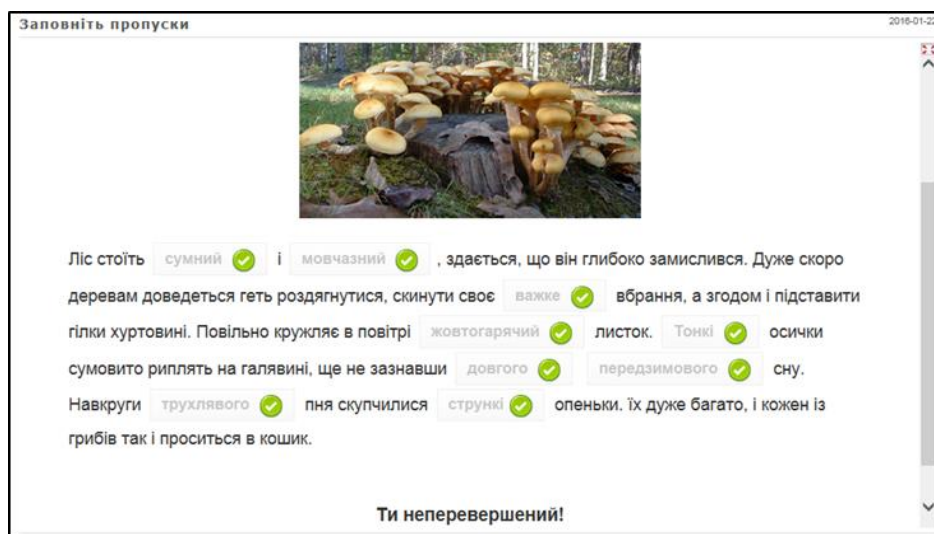 Заповніть пропуски
2016-01-22
Ліс стоїть сумний і мовчазний , здається, що він глибоко замислився. Дуже скоро
деревам доведеться геть роздягнутися, скинути своє важке вбрання, а згодом і підставити
гілки хуртовині. Повільно кружляє в повітрі жовтогарячий листок. Тонкі осички
сумовито риплять на галявині, ще не зазнавши довгого передзимового сну.
Навкруги трухлявого пня скупчилися стрункі опеньки. їх дуже багато, і кожен із
грибів так і проситься в кошик.
Ти неперевершений!